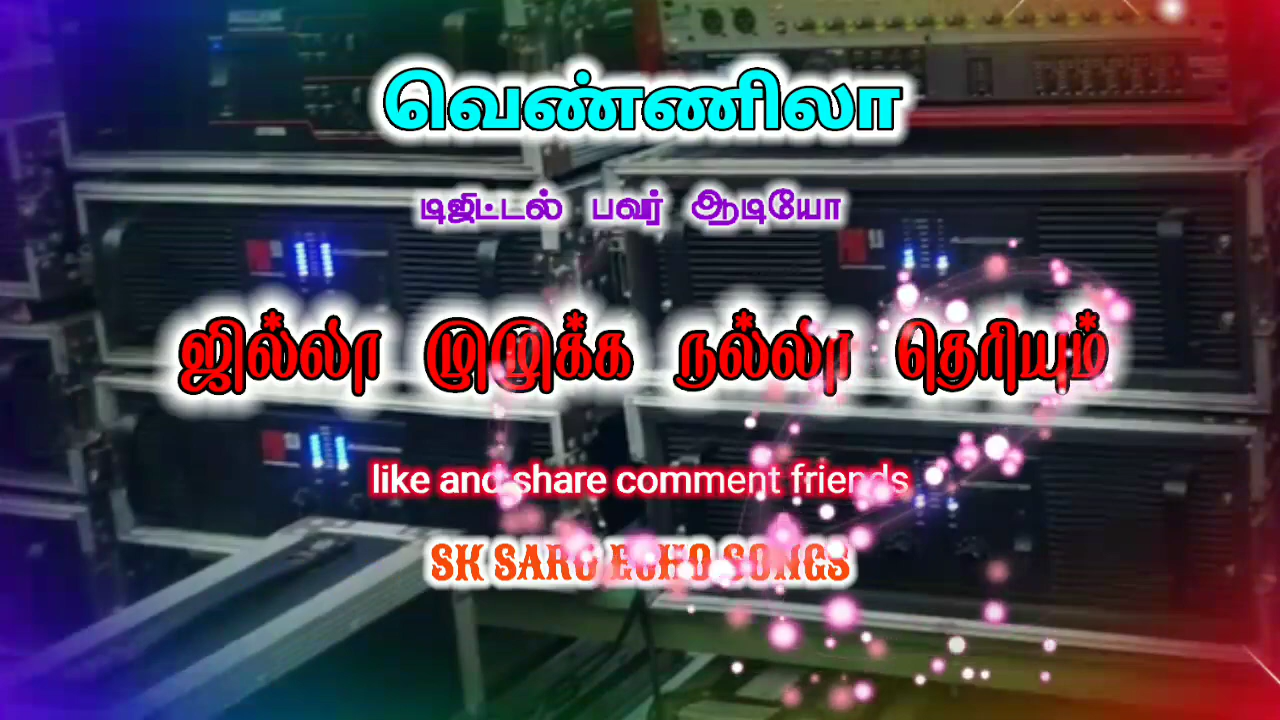 வெண்ணிலா
டிஜிட்டல் பவர் ஆடியோ
ஜில்லா முழுக்க நல்லா தெரியும்
like and share comment friends
SK SARO ECHO SONGS